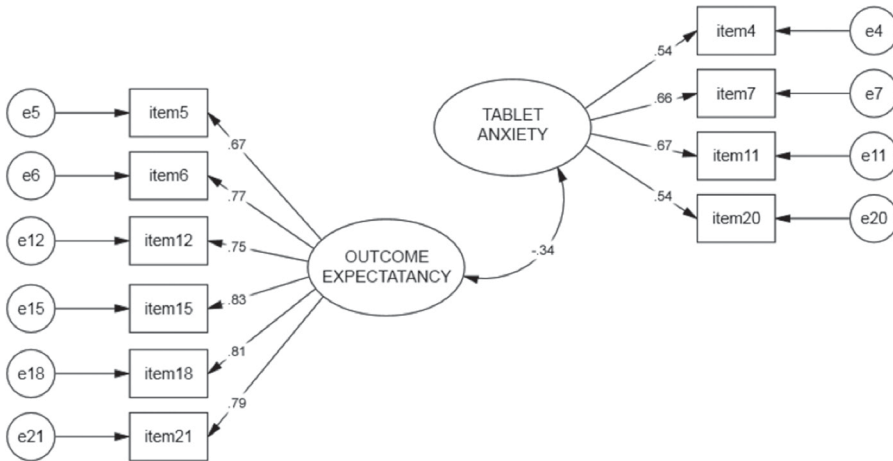 item4
e4
.54
item7
e7
.66
TABLET
ANXIETY
.67
item11
e11
.54
item20
e20
e5
item5
.67
e6
item6
.77
e12
item12
.75
OUTCOME
EXPECTATANCY
-.34
e15
item15
.83
e18
item18
.81
e21
item21
.79